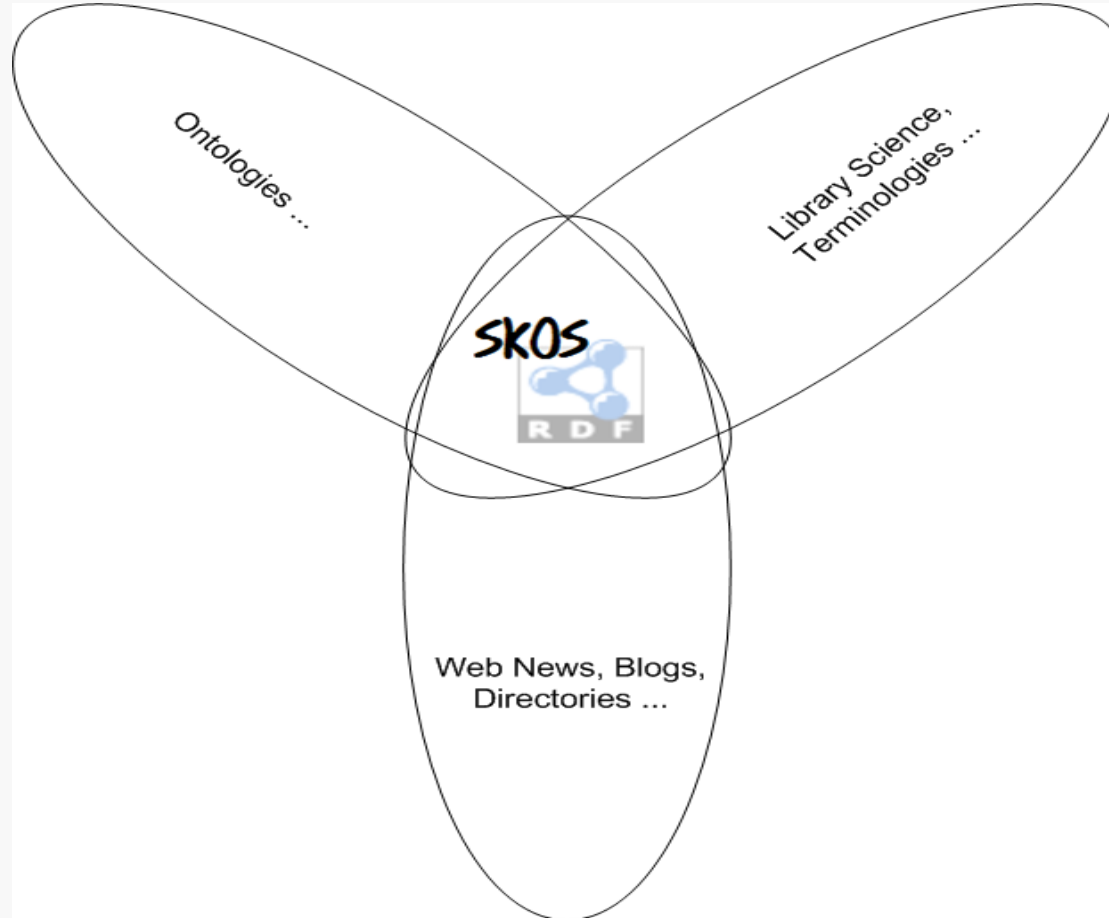 Ontologies ...
Library Science,
Terminologies ...
SKOS
RDF
Web News, Blogs,
Directories ...